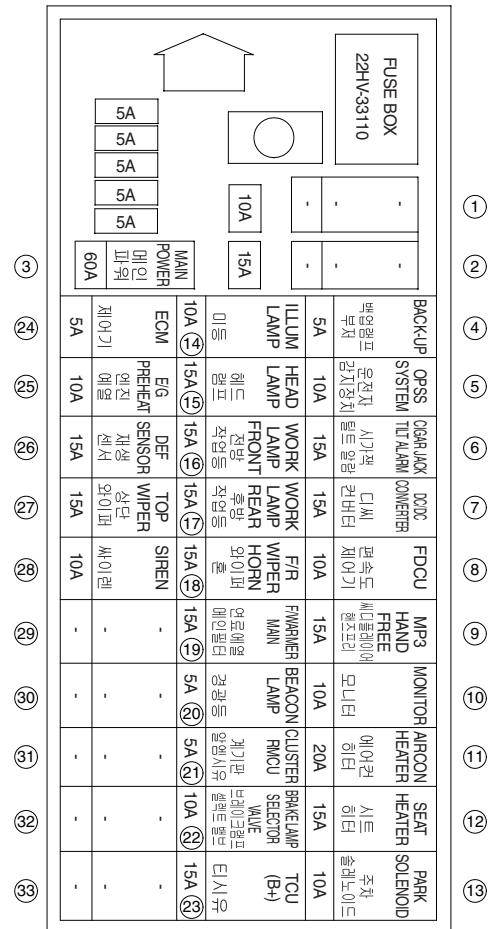 FUSE BOX
22HV-33110
5A
5A
5A
5A
5A
10A
15A
- - -
- - -
①
②
③
MAIN
POWER
메인
파워
60A
④
BACK-UP
백업램프
부저
5A
⑤
OPSS
SYSTEM
운전자
감지장치
10A
⑥
CIGAR JACK
TILT ALARM
시가잭
틸트 알람
15A
⑦
DC/DC
CONVERTER
디씨
컨버터
15A
⑧
FDCU
편속도
제어기
10A
⑨
MP3
HAND
FREE
씨디플레이어
핸즈프리
15A
⑩
MONITOR
모니터
10A
⑪
AIRCON
HEATER
에어컨
히터
20A
⑫
SEAT
HEATER
시트
히터
15A
⑬
PARK
SOLENOID
주차
솔레노이드
10A
ILLUM
LAMP
미등
10A ⑭
HEAD
LAMP
헤드
램프
15A ⑮
WORK
LAMP
FRONT
전방
작업등
15A ⑯
WORK
LAMP
REAR
후방
작업등
15A ⑰
F/R
WIPER
HORN
와이퍼
혼
15A ⑱
F/WARMER
MAIN
연료예열
메인필터
15A ⑲
BEACON
LAMP
경광등
5A ⑳
CLUSTER
RMCU
계기판
알엠시유
5A ㉑
BRAKE LAMP
SELECTOR
VALVE
브레이크램프
셀렉트 밸브
10A ㉒
TCU
(B+)
티시유
15A ㉓
㉔
ECM
제어기
5A
㉕
E/G
PREHEAT
엔진
예열
10A
㉖
DEF
SENSOR
재생
센서
15A
㉗
TOP
WIPER
상단
와이퍼
15A
㉘
SIREN
싸이렌
10A
㉙
- - -
㉚
- - -
㉛
- - -
㉜
- - -
㉝
- - -